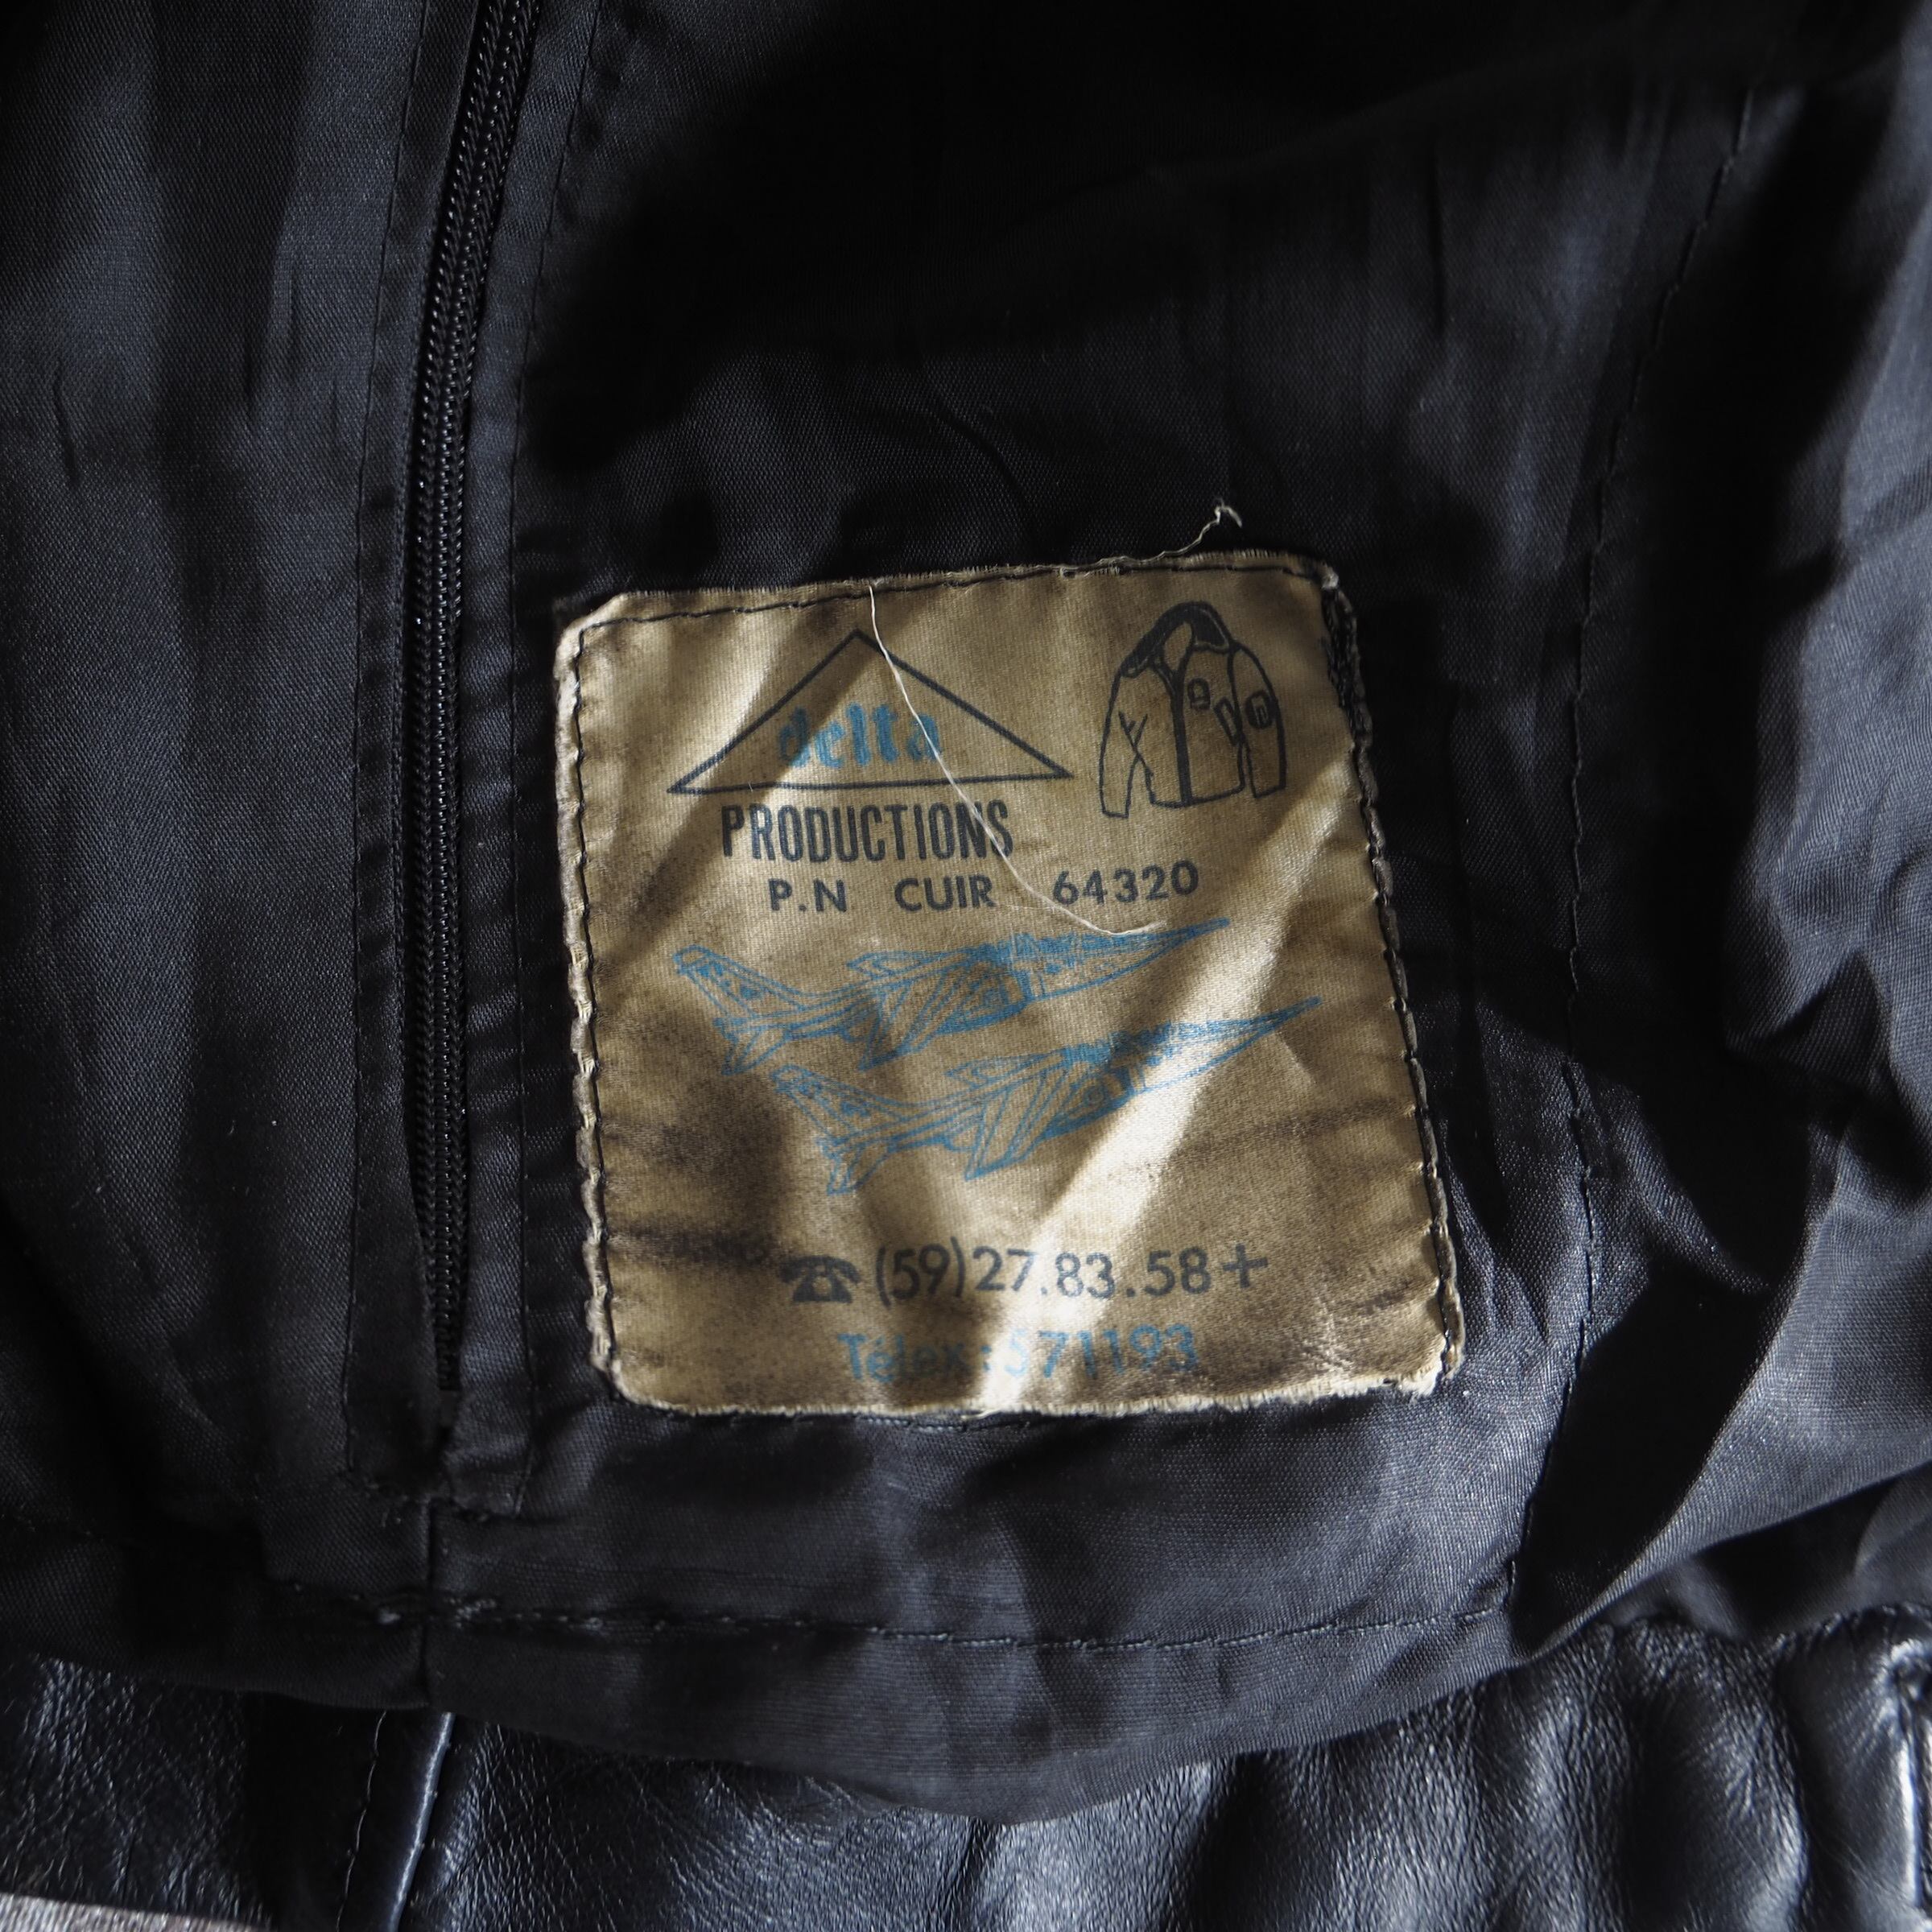 delta
PRODUCTIONS
P.N CUIR 64320
☎ (59)27.83.58+
Télex: 571193